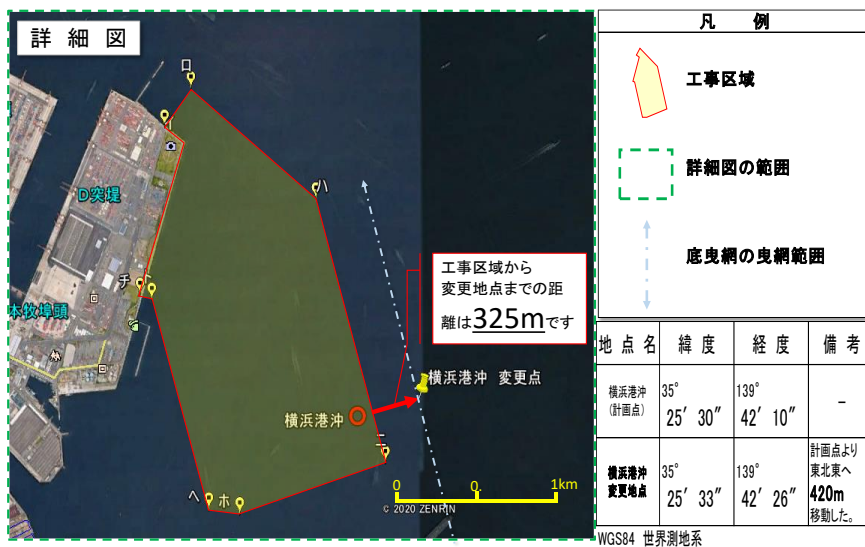 詳 細 図
ロ
イ
ハ
D突堤
ト
チ
本牧埠頭
工事区域から
変更地点までの距
離は325mです
横浜港沖 変更点
横浜港沖
ニ
ヘ
ホ
0 0. 1km
© 2020 ZENRIN
凡 例
工事区域
詳細図の範囲
底曳網の曳網範囲
地点名 緯度 経度 備考
横浜港沖
(計画点)
35°
25′ 30″
139°
42′ 10″
−
横浜港沖
変更地点
35°
25′ 33″
139°
42′ 26″
計画点より
東北東へ
420m
移動した。
WGS84 世界測地系